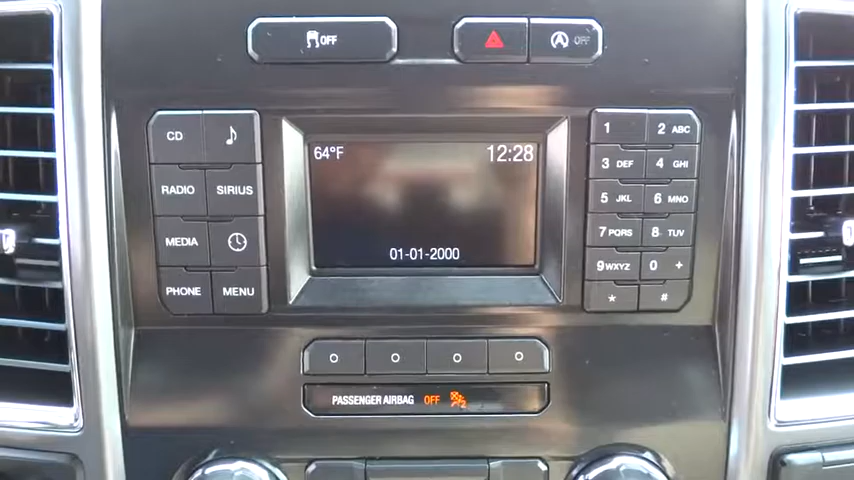 OFF
OFF
CD
RADIO SIRIUS
MEDIA
PHONE MENU
64°F 12:28
01-01-2000
1 2 ABC
3 DEF 4 GHI
5 JKL 6 MNO
7 PQRS 8 TUV
9 WXYZ 0 +
* #
PASSENGER AIRBAG OFF